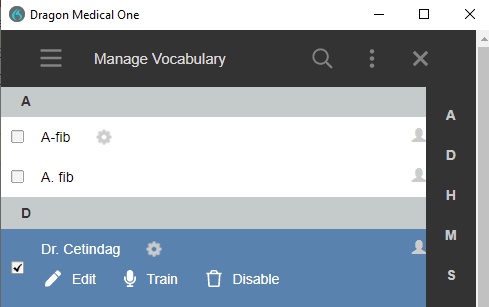 Dragon Medical One
Manage Vocabulary
A
A-fib
A. fib
D
Dr. Cetindag
Edit Train Disable
A
D
H
M
S